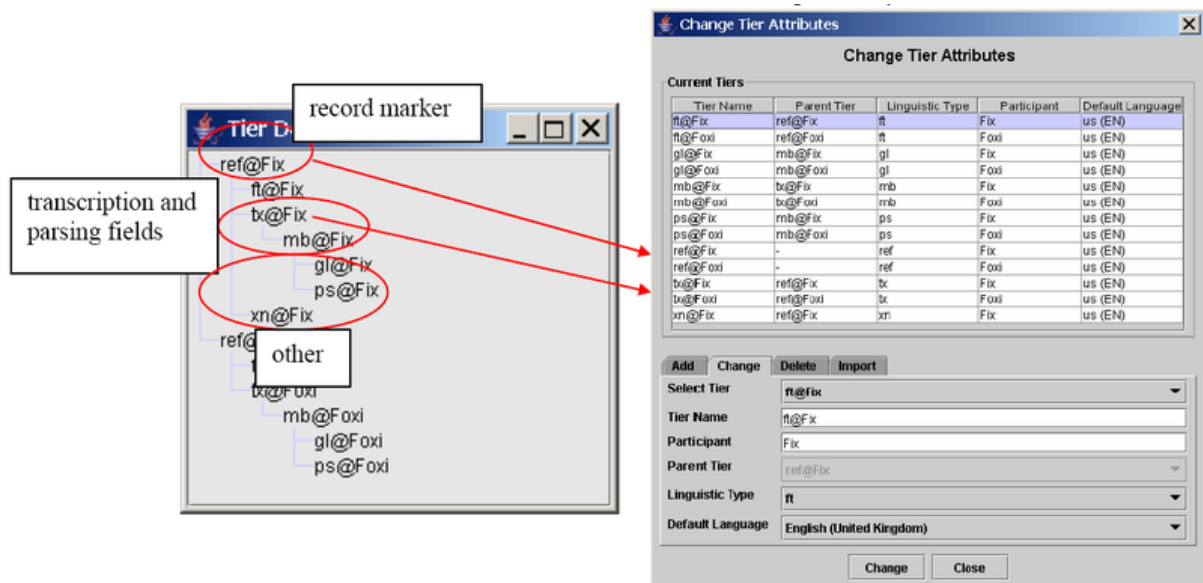 record marker
Tier D
ref@Fix
ft@Fix
transcription and
parsing fields
tx@Fix
mb@Fix
gl@Fix
ps@Fix
xn@Fix
other
tx@Foxi
mb@Foxi
gl@Foxi
ps@Foxi
Change Tier Attributes
Change Tier Attributes
Current Tiers
Tier Name Parent Tier Linguistic Type Participant Default Language
ft@Fix ref@Fix ft Fix us (EN)
ft@Foxi ref@Foxi ft Foxi us (EN)
gl@Fix mb@Fix gl Fix us (EN)
gl@Foxi mb@Foxi gl Foxi us (EN)
mb@Fix tx@Fix mb Fix us (EN)
mb@Foxi tx@Foxi mb Foxi us (EN)
ps@Fix mb@Fix ps Fix us (EN)
ps@Foxi mb@Foxi ps Foxi us (EN)
ref@Fix - ref Fix us (EN)
ref@Foxi - ref Foxi us (EN)
tx@Fix ref@Fix tx Fix us (EN)
tx@Foxi ref@Foxi tx Foxi us (EN)
xn@Fix ref@Fix xn Fix us (EN)
Add Change Delete Import
Select Tier ft@Fix
Tier Name ft@Fix
Participant Fix
Parent Tier ref@Fix
Linguistic Type ft
Default Language English (United Kingdom)
Change Close